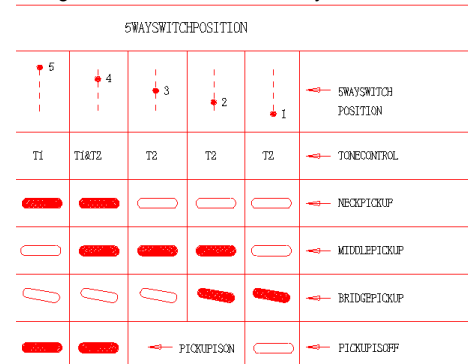 5WAYSWITCHPOSITION
5 4 3 2 1 5WAYSWITCH
POSITION
T1 T1&T2 T2 T2 T2 TONECONTROL
NECKPICKUP
MIDDLEPICKUP
BRIDGEPICKUP
PICKUPISON PICKUPISOFF